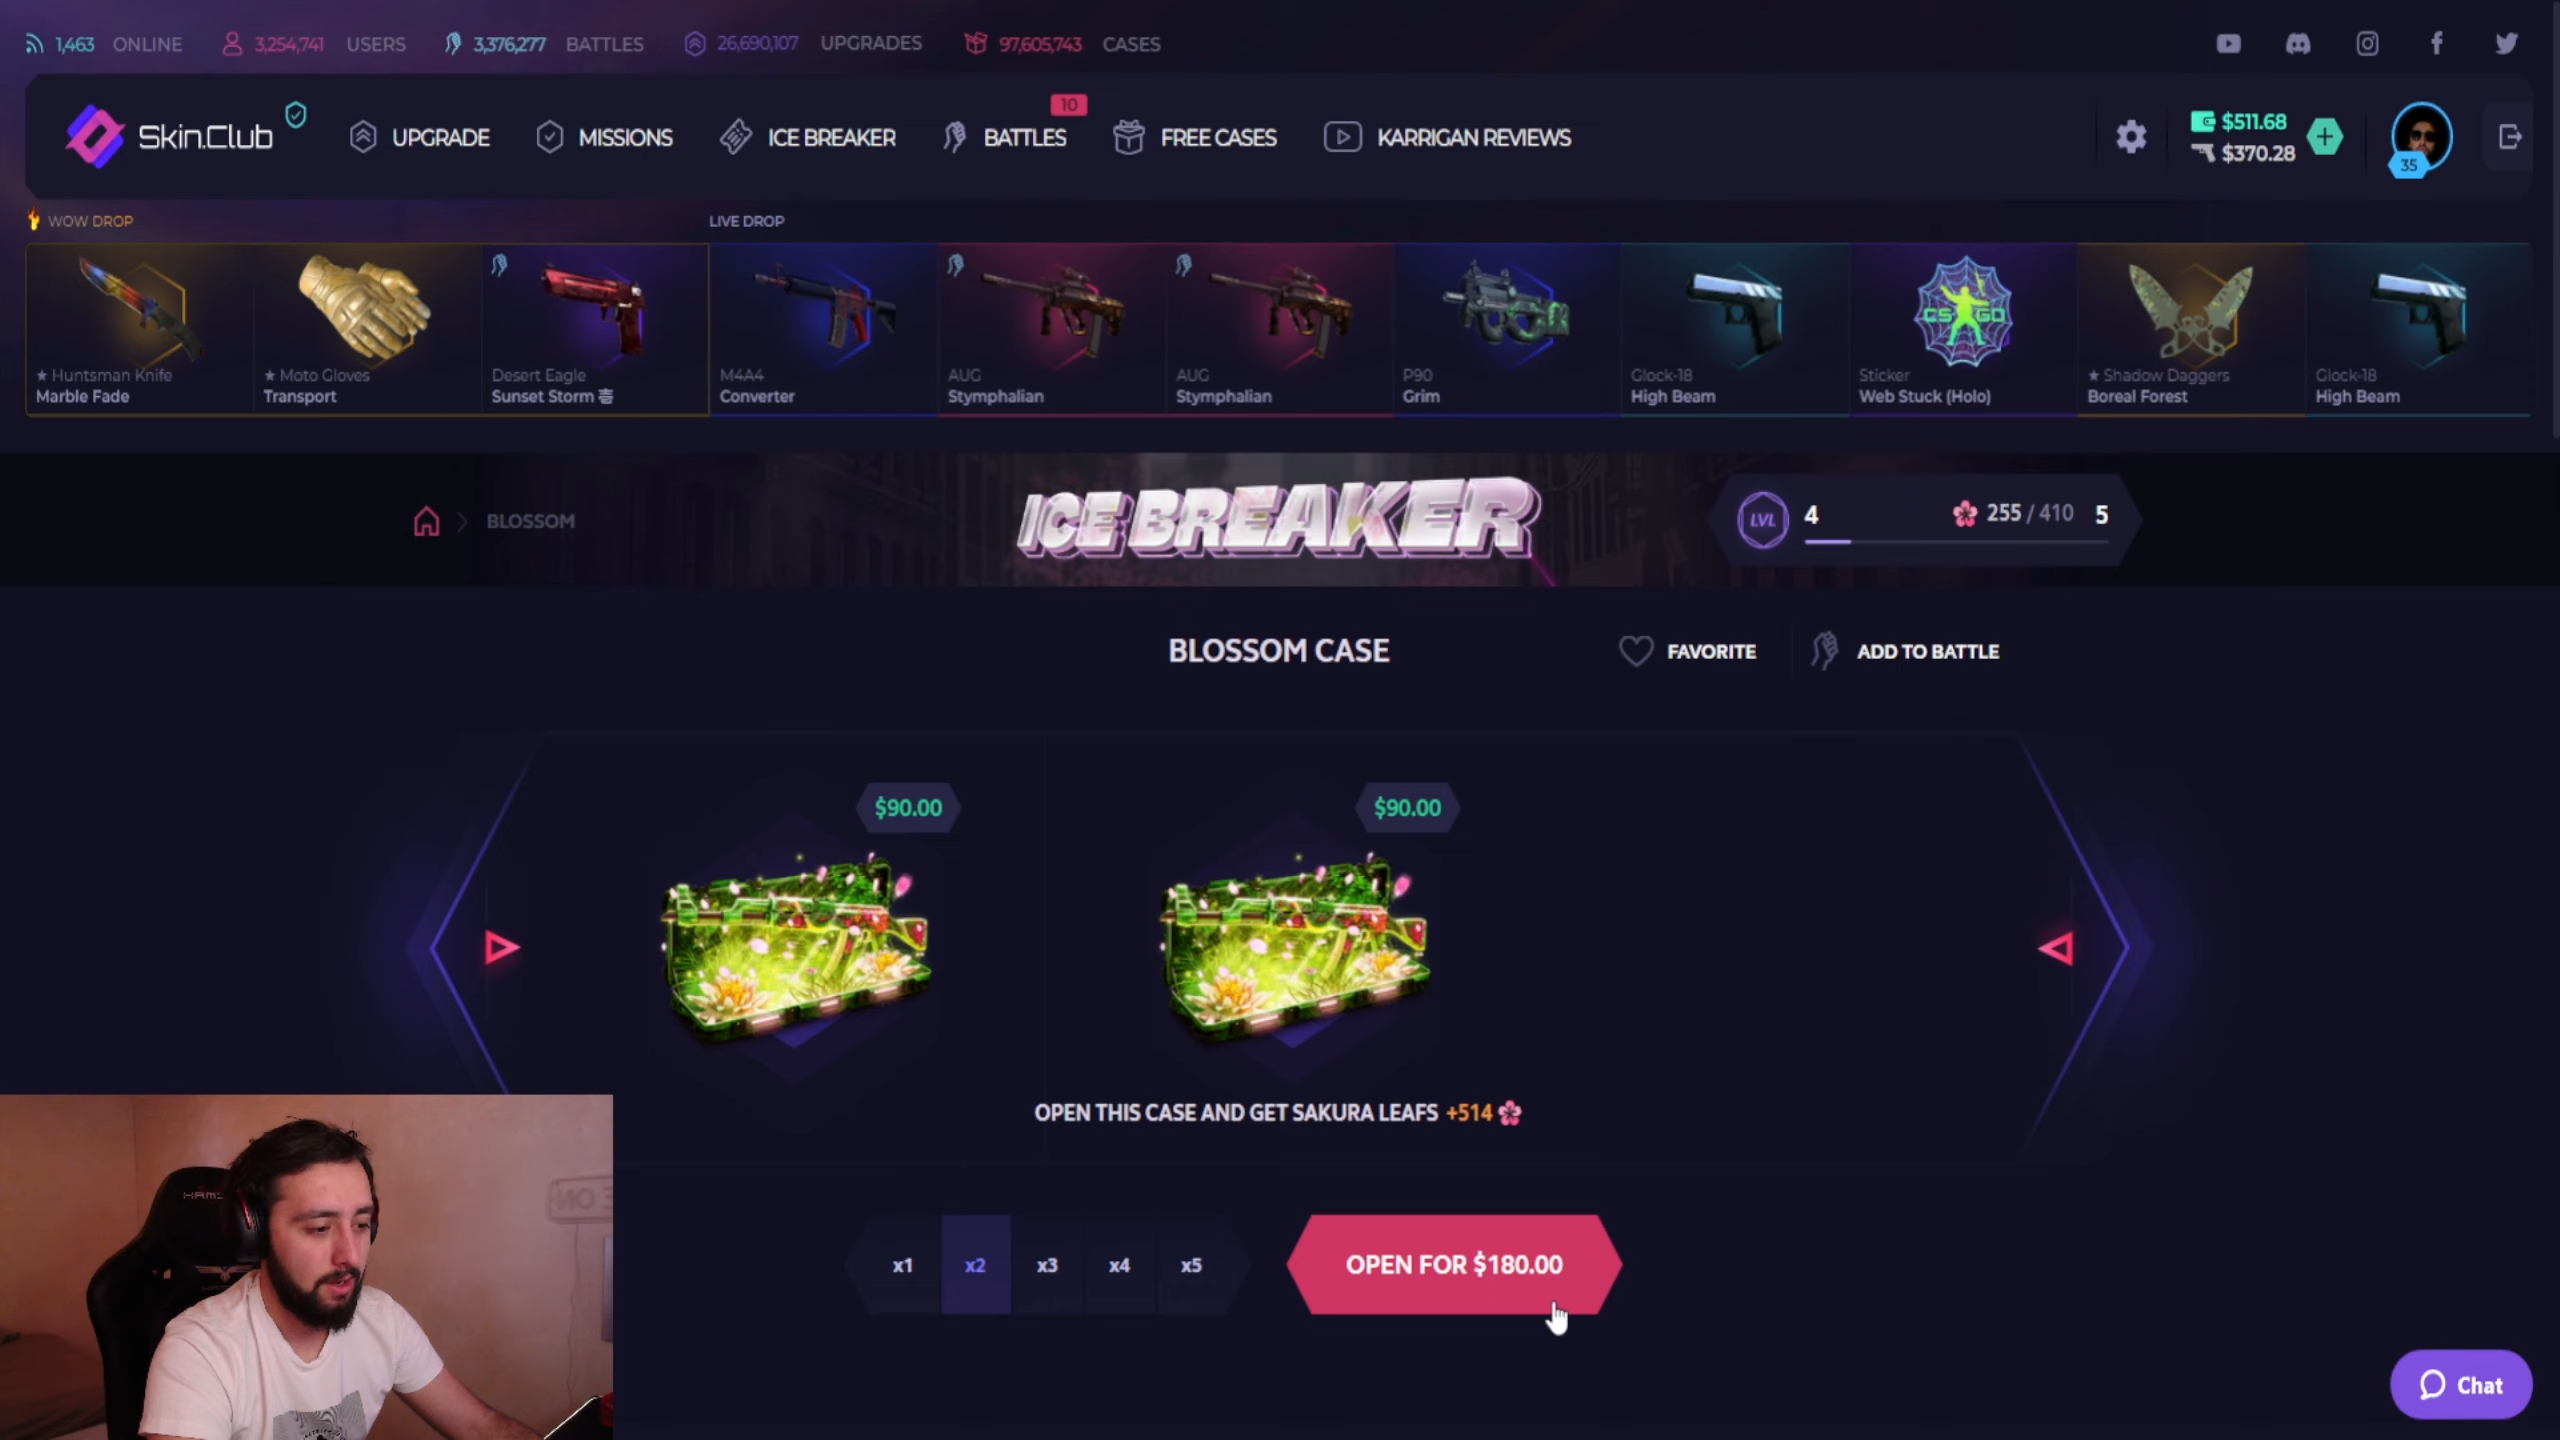 1,463 ONLINE 3,254,741 USERS 3,376,277 BATTLES 26,690,107 UPGRADES 97,605,743 CASES
10
Skin.Club UPGRADE MISSIONS ICE BREAKER BATTLES FREE CASES KARRIGAN REVIEWS
$511.68
$370.28
35
WOW DROP LIVE DROP
CS GO
★ Huntsman Knife ★ Moto Gloves Desert Eagle M4A4 AUG AUG P90 Glock-18 Sticker ★ Shadow Daggers Glock-18
Marble Fade Transport Sunset Storm 壱 Converter Stymphalian Stymphalian Grim High Beam Web Stuck (Holo) Boreal Forest High Beam
BLOSSOM ICE BREAKER LVL 4 255 / 410 5
BLOSSOM CASE FAVORITE ADD TO BATTLE
$90.00 $90.00
OPEN THIS CASE AND GET SAKURA LEAFS +514
x1 x2 x3 x4 x5 OPEN FOR $180.00
Chat